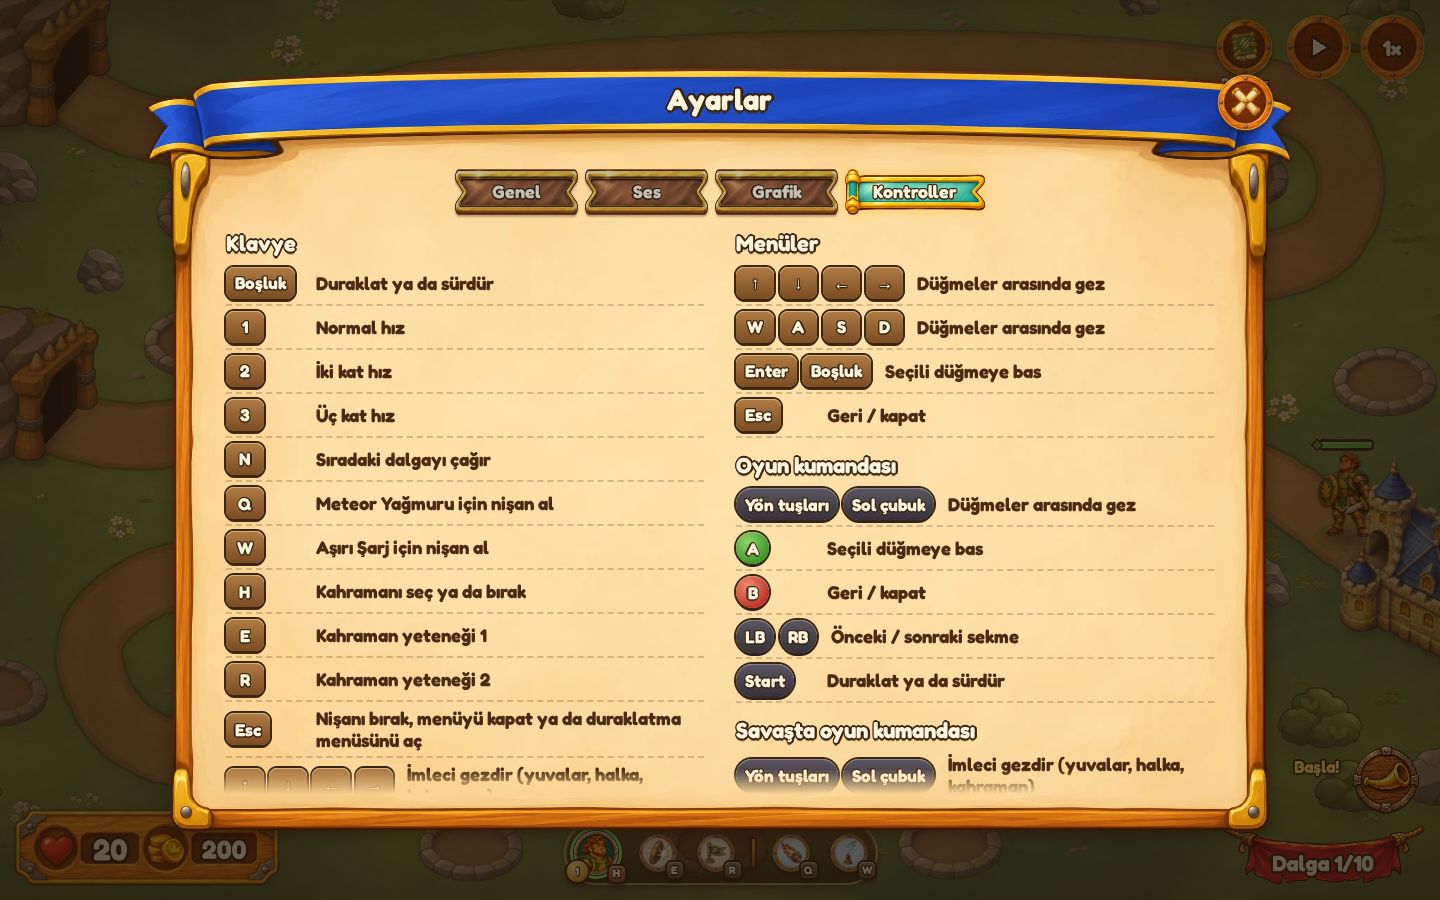 1x
Ayarlar
Genel
Ses
Grafik
Kontroller
Klavye
Boşluk Duraklat ya da sürdür
1 Normal hız
2 İki kat hız
3 Üç kat hız
N Sıradaki dalgayı çağır
Q Meteor Yağmuru için nişan al
W Aşırı Şarj için nişan al
H Kahramanı seç ya da bırak
E Kahraman yeteneği 1
R Kahraman yeteneği 2
Esc Nişanı bırak, menüyü kapat ya da duraklatma
menüsünü aç
↑ ↓ ← → İmleci gezdir (yuvalar, halka,
Menüler
↑ ↓ ← → Düğmeler arasında gez
W A S D Düğmeler arasında gez
Enter Boşluk Seçili düğmeye bas
Esc Geri / kapat
Oyun kumandası
Yön tuşları Sol çubuk Düğmeler arasında gez
A Seçili düğmeye bas
B Geri / kapat
LB RB Önceki / sonraki sekme
Start Duraklat ya da sürdür
Savaşta oyun kumandası
Yön tuşları Sol çubuk İmleci gezdir (yuvalar, halka,
kahraman)
Başla!
20
200
1 H
E
R
Q
W
Dalga 1/10